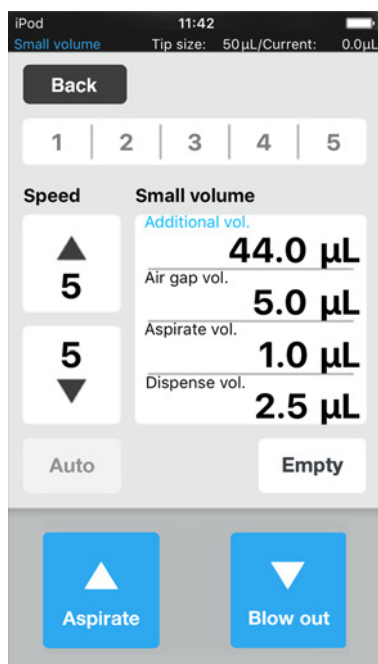 iPod 11:42
Small volume Tip size: 50µL/Current: 0.0µL
Back
1 2 3 4 5
Speed Small volume
Additional vol.
44.0 µL
5
Air gap vol.
5.0 µL
Aspirate vol.
5
1.0 µL
Dispense vol.
2.5 µL
Auto Empty
Aspirate Blow out